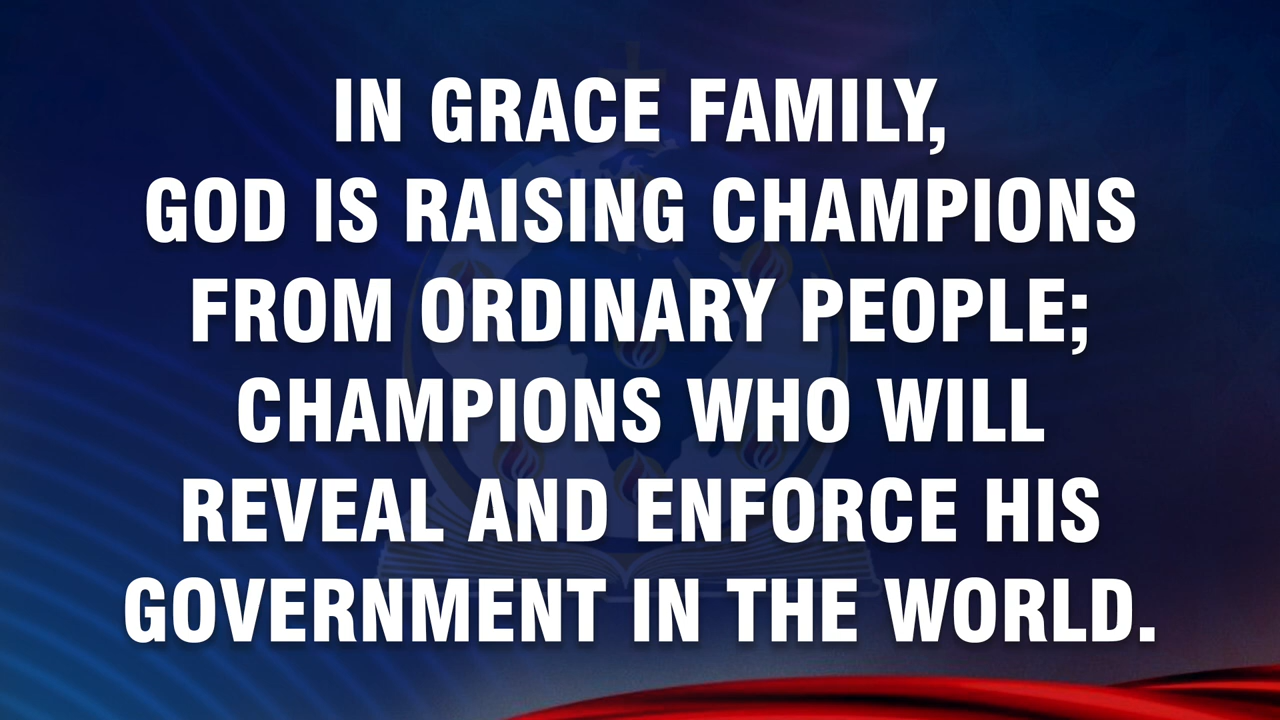 IN GRACE FAMILY,
GOD IS RAISING CHAMPIONS
FROM ORDINARY PEOPLE;
CHAMPIONS WHO WILL
REVEAL AND ENFORCE HIS
GOVERNMENT IN THE WORLD.